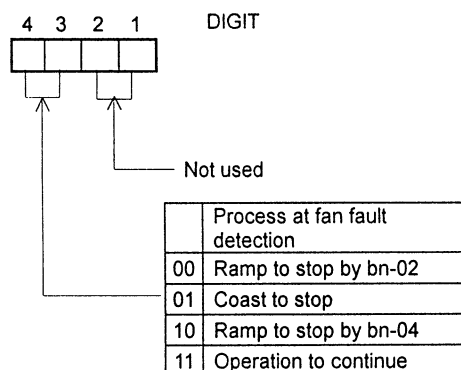 4 3 2 1 DIGIT
Not used
Process at fan fault
detection
00 Ramp to stop by bn-02
01 Coast to stop
10 Ramp to stop by bn-04
11 Operation to continue